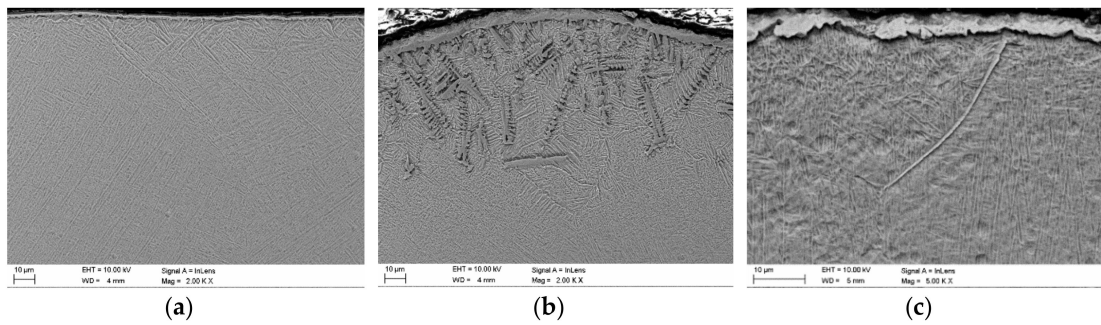 10 µm
EHT = 10.00 kV
WD = 4 mm
Signal A = InLens
Mag = 2.00 K X
10 µm
EHT = 10.00 kV
WD = 4 mm
Signal A = InLens
Mag = 2.00 K X
10 µm
EHT = 10.00 kV
WD = 5 mm
Signal A = InLens
Mag = 5.00 K X
(a)
(b)
(c)